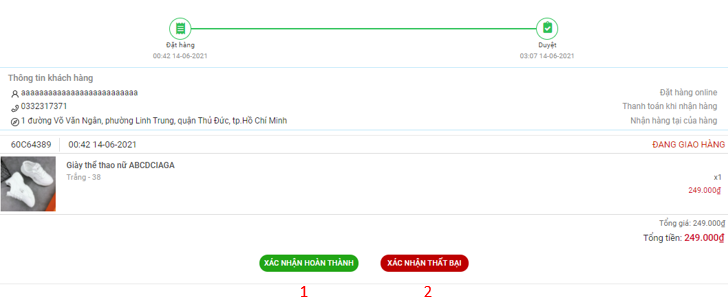 Đặt hàng
00:42 14-06-2021
Duyệt
03:07 14-06-2021
Thông tin khách hàng
aaaaaaaaaaaaaaaaaaaaaaaaaa
Đặt hàng online
0332317371
Thanh toán khi nhận hàng
1 đường Võ Văn Ngân, phường Linh Trung, quận Thủ Đức, tp.Hồ Chí Minh
Nhận hàng tại cửa hàng
60C64389 00:42 14-06-2021 ĐANG GIAO HÀNG
Giày thể thao nữ ABCDCIAGA
Trắng - 38
x1
249.000₫
Tổng giá: 249.000₫
Tổng tiền: 249.000₫
XÁC NHẬN HOÀN THÀNH XÁC NHẬN THẤT BẠI
1 2